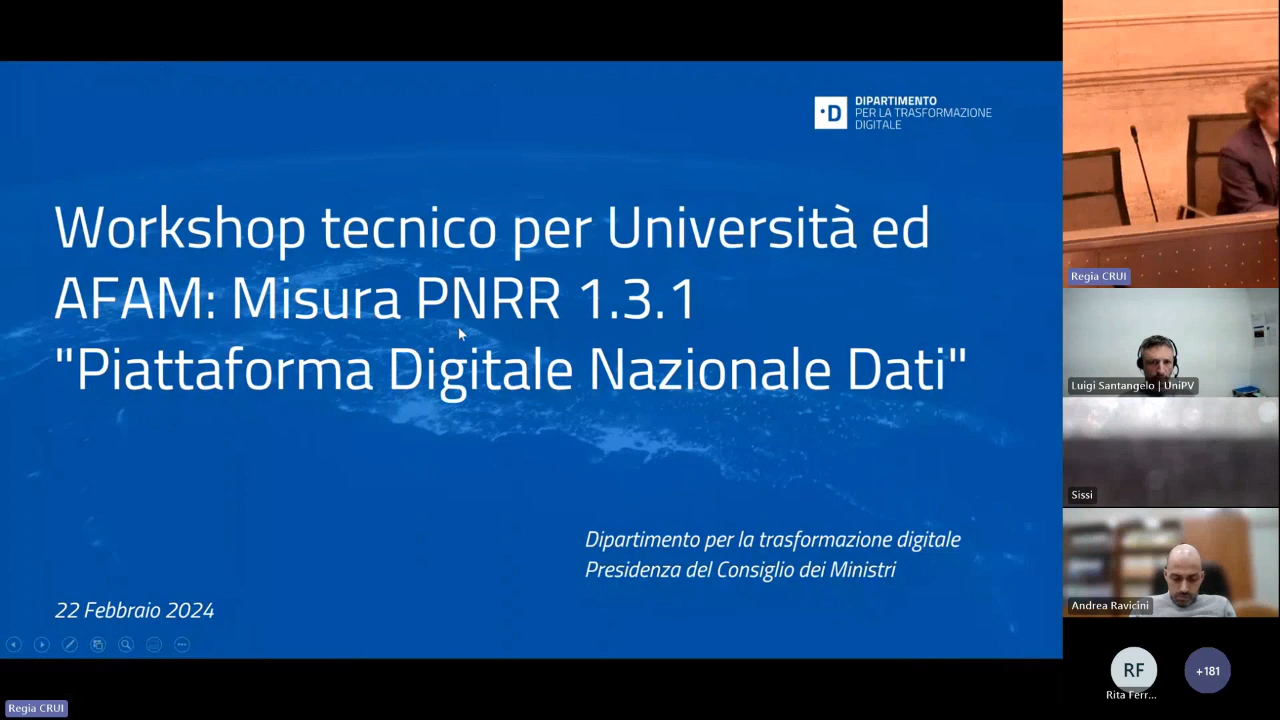 DIPARTIMENTO
PER LA TRASFORMAZIONE
DIGITALE
Workshop tecnico per Università ed
AFAM: Misura PNRR 1.3.1
"Piattaforma Digitale Nazionale Dati"
Dipartimento per la trasformazione digitale
Presidenza del Consiglio dei Ministri
22 Febbraio 2024
Regia CRUI
Regia CRUI
Luigi Santangelo | UniPV
Sissi
Andrea Ravicini
RF
Rita Ferr...
+181